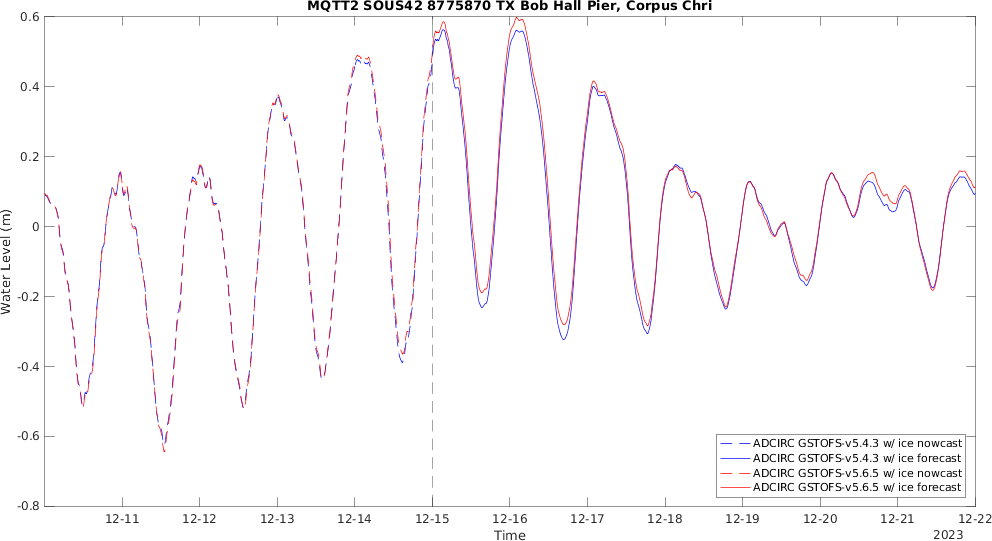 MQTT2 SOUS42 8775870 TX Bob Hall Pier, Corpus Chri
0.6
0.4
0.2
0
-0.2
-0.4
-0.6
-0.8
Water Level (m)
ADCIRC GSTOFS-v5.4.3 w/ ice nowcast
ADCIRC GSTOFS-v5.4.3 w/ ice forecast
ADCIRC GSTOFS-v5.6.5 w/ ice nowcast
ADCIRC GSTOFS-v5.6.5 w/ ice forecast
12-11 12-12 12-13 12-14 12-15 12-16 12-17 12-18 12-19 12-20 12-21 12-22
Time
2023